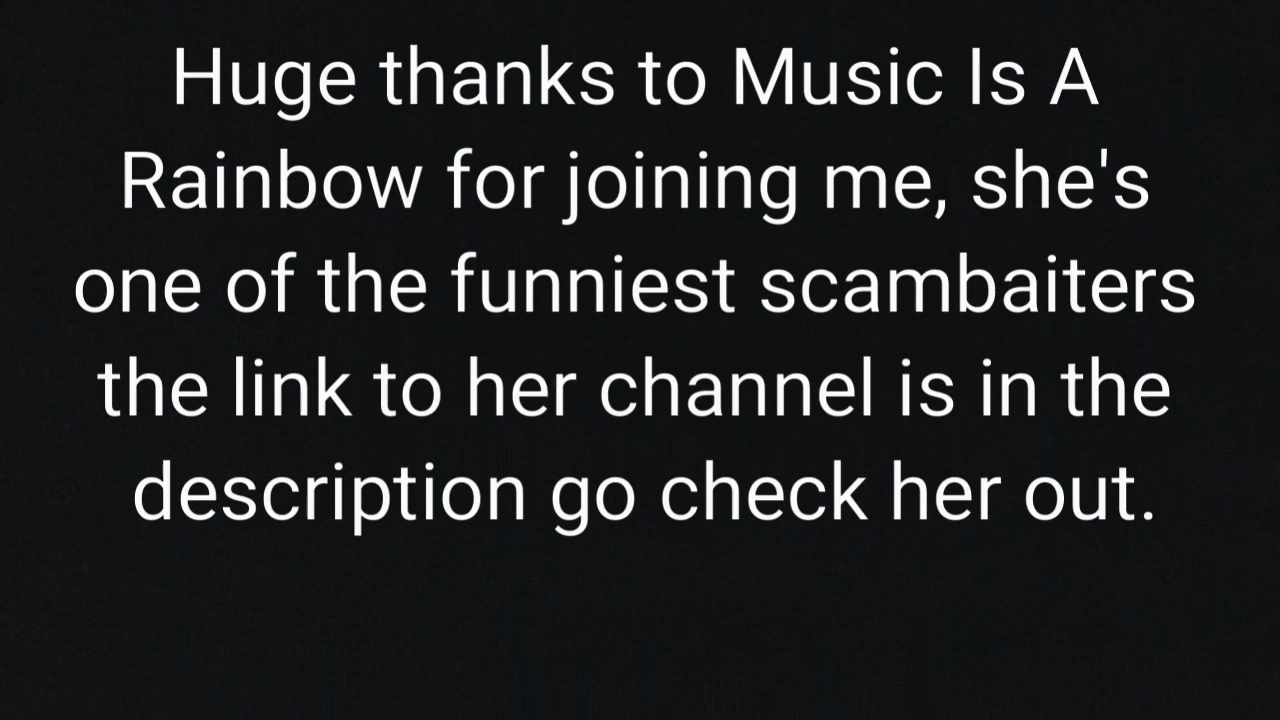 Huge thanks to Music Is A
Rainbow for joining me, she's
one of the funniest scambaiters
the link to her channel is in the
description go check her out.